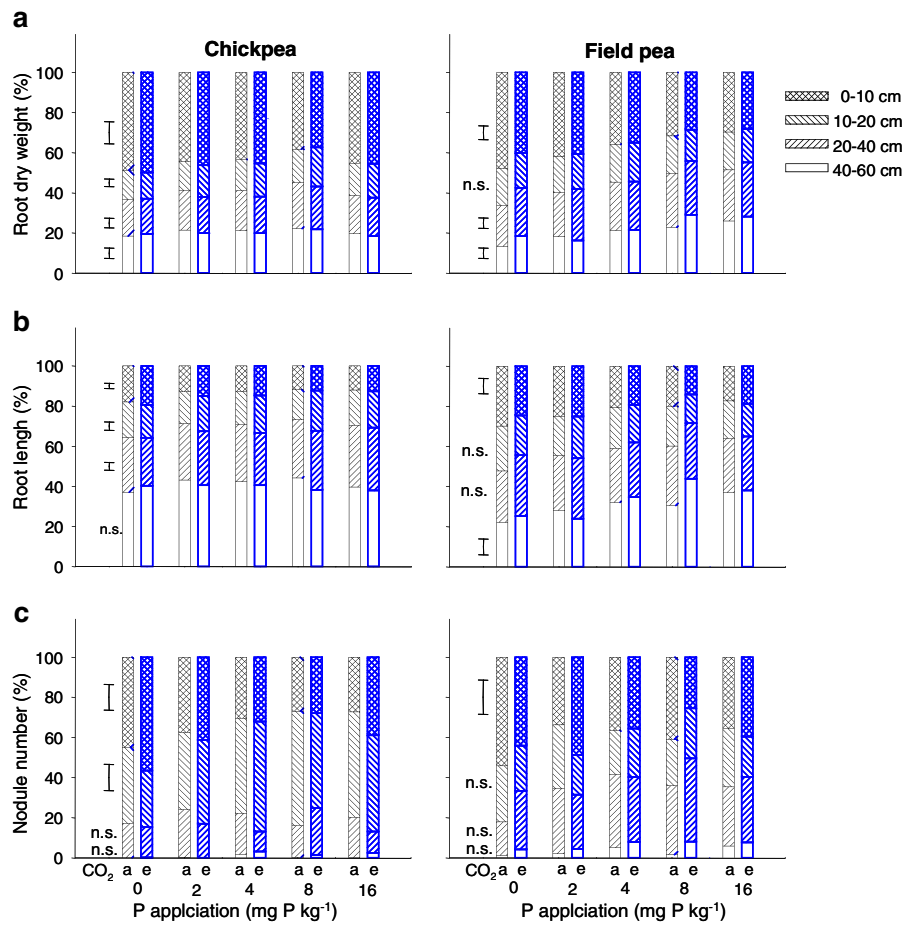 a
Chickpea
Field pea
Root dry weight (%)
100
80
60
40
20
0
n.s.
0-10 cm
10-20 cm
20-40 cm
40-60 cm
b
Root lengh (%)
100
80
60
40
20
0
n.s.
n.s.
n.s.
c
Nodule number (%)
100
80
60
40
20
0
n.s.
n.s.
n.s.
n.s.
n.s.
CO2 a e a e a e a e a e
CO2 a e a e a e a e a e
0 2 4 8 16
0 2 4 8 16
P applciation (mg P kg-1)
P applciation (mg P kg-1)